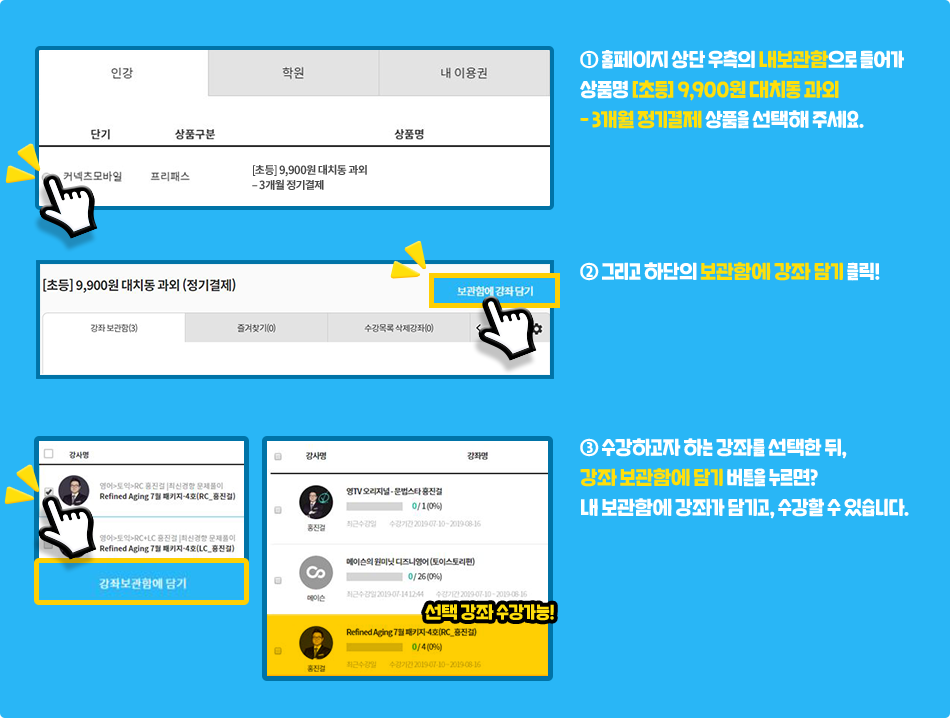 인강 학원 내 이용권
단기 상품구분 상품명
커넥츠모바일 프리패스 [초등] 9,900원 대치동 과외
– 3개월 정기결제
① 홈페이지 상단 우측의 내보관함으로 들어가
상품명 [초등] 9,900원 대치동 과외
- 3개월 정기결제 상품을 선택해 주세요.
[초등] 9,900원 대치동 과외 (정기결제)
보관함에 강좌 담기
강좌 보관함(3) 즐겨찾기(0) 수강목록 삭제강좌(0)
② 그리고 하단의 보관함에 강좌 담기 클릭!
강사명
영어>토익>RC 홍진걸 |최신경향 문제풀이
Refined Aging 7월 패키지-4호(RC_홍진걸)
영어>토익>RC+LC 홍진걸 |최신경향 문제풀이
Refined Aging 7월 패키지-4호(LC_홍진걸)
강좌보관함에 담기
강사명 강좌명
영TV 오리지널 - 문법스타 홍진걸
0 / 1 (0%)
홍진걸
최근수강일 수강기간 2019-07-10 ~ 2019-08-16
메이슨의 원미닛 디즈니영어 (토이스토리편)
0 / 26 (0%)
메이슨
최근수강일 2019-07-14 12:44 수강기간 2019-07-10 ~ 2019-08-16
선택 강좌 수강가능!
Refined Aging 7월 패키지-4호(RC_홍진걸)
0 / 4 (0%)
홍진걸
최근수강일 수강기간 2019-07-10 ~ 2019-08-16
③ 수강하고자 하는 강좌를 선택한 뒤,
강좌 보관함에 담기 버튼을 누르면?
내 보관함에 강좌가 담기고, 수강할 수 있습니다.